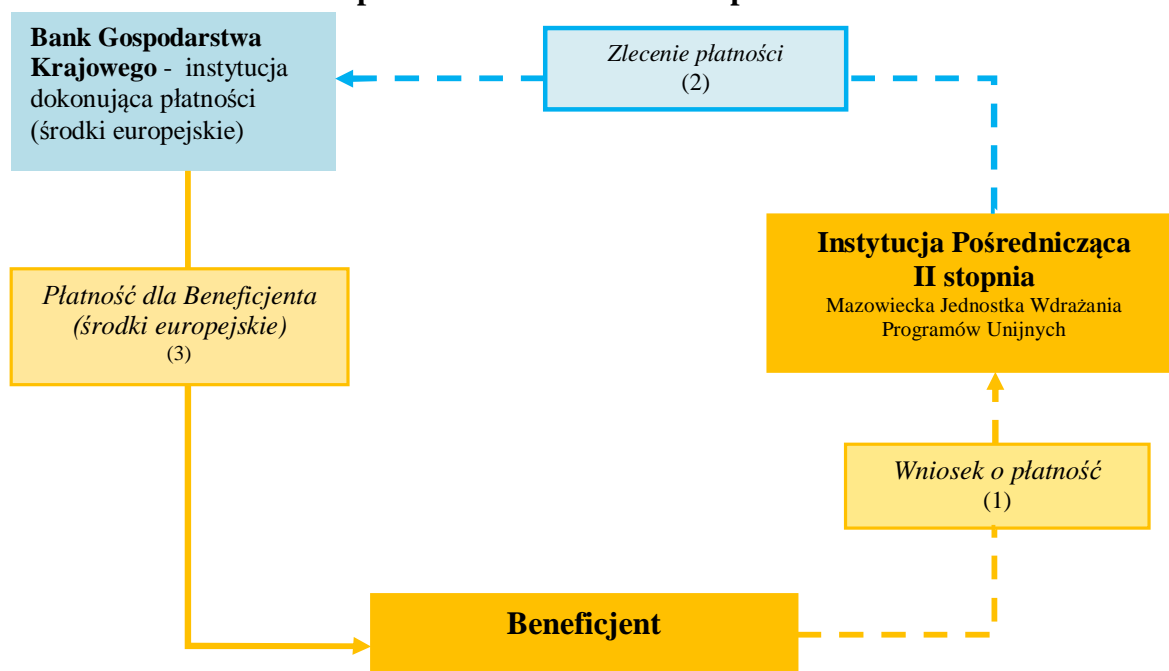 Bank Gospodarstwa
Krajowego - instytucja
dokonująca płatności
(środki europejskie)
Zlecenie płatności
(2)
Instytucja Pośrednicząca
II stopnia
Mazowiecka Jednostka Wdrażania
Programów Unijnych
Płatność dla Beneficjenta
(środki europejskie)
(3)
Wniosek o płatność
(1)
Beneficjent